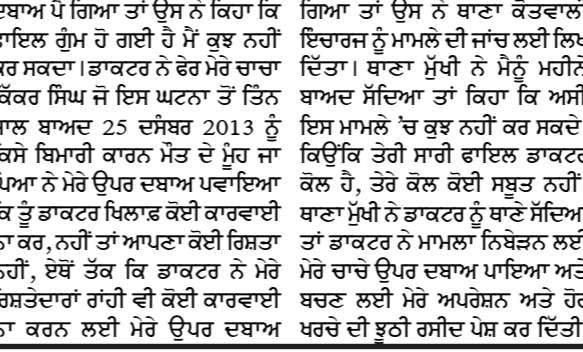 ਦਬਾਅ ਪੈ ਗਿਆ ਤਾਂ ਉਸ ਨੇ ਕਿਹਾ ਕਿ
ਫਾਇਲ ਗੁੰਮ ਹੋ ਗਈ ਹੈ ਮੈਂ ਕੁਝ ਨਹੀਂ
ਕਰ ਸਕਦਾ।ਡਾਕਟਰ ਨੇ ਫੇਰ ਮੇਰੇ ਚਾਚਾ
ਕੱਕਰ ਸਿੰਘ ਜੋ ਇਸ ਘਟਨਾ ਤੋਂ ਤਿੰਨ
ਸਾਲ ਬਾਅਦ 25 ਦਸੰਬਰ 2013 ਨੂੰ
ਕਿਸੇ ਬਿਮਾਰੀ ਕਾਰਨ ਮੌਤ ਦੇ ਮੂੰਹ ਜਾ
ਪਿਆ ਨੇ ਮੇਰੇ ਉਪਰ ਦਬਾਅ ਪਵਾਇਆ
ਕਿ ਤੂੰ ਡਾਕਟਰ ਖਿਲਾਫ਼ ਕੋਈ ਕਾਰਵਾਈ
ਨਾ ਕਰ, ਨਹੀਂ ਤਾਂ ਆਪਣਾ ਕੋਈ ਰਿਸ਼ਤਾ
ਨਹੀਂ, ਏਥੋਂ ਤੱਕ ਕਿ ਡਾਕਟਰ ਨੇ ਮੇਰੇ
ਰਿਸ਼ਤੇਦਾਰਾਂ ਰਾਂਹੀ ਵੀ ਕੋਈ ਕਾਰਵਾਈ
ਨਾ ਕਰਨ ਲਈ ਮੇਰੇ ਉਪਰ ਦਬਾਅ
ਗਿਆ ਤਾਂ ਉਸ ਨੇ ਥਾਣਾ ਕੋਤਵਾਲੀ
ਇੰਚਾਰਜ ਨੂੰ ਮਾਮਲੇ ਦੀ ਜਾਂਚ ਲਈ ਲਿਖ
ਦਿੱਤਾ। ਥਾਣਾ ਮੁੱਖੀ ਨੇ ਮੈਨੂੰ ਮਹੀਨੇ
ਬਾਅਦ ਸੱਦਿਆ ਤਾਂ ਕਿਹਾ ਕਿ ਅਸੀਂ
ਇਸ ਮਾਮਲੇ 'ਚ ਕੁਝ ਨਹੀਂ ਕਰ ਸਕਦੇ
ਕਿਉਂਕਿ ਤੇਰੀ ਸਾਰੀ ਫਾਇਲ ਡਾਕਟਰ
ਕੋਲ ਹੈ, ਤੇਰੇ ਕੋਲ ਕੋਈ ਸਬੂਤ ਨਹੀਂ
ਥਾਣਾ ਮੁੱਖੀ ਨੇ ਡਾਕਟਰ ਨੂੰ ਥਾਣੇ ਸੱਦਿਆ
ਤਾਂ ਡਾਕਟਰ ਨੇ ਮਾਮਲਾ ਨਿਬੇੜਨ ਲਈ
ਮੇਰੇ ਚਾਚੇ ਉਪਰ ਦਬਾਅ ਪਾਇਆ ਅਤੇ
ਬਚਣ ਲਈ ਮੇਰੇ ਅਪਰੇਸ਼ਨ ਅਤੇ ਹੋਰ
ਖਰਚੇ ਦੀ ਝੂਠੀ ਰਸੀਦ ਪੇਸ਼ ਕਰ ਦਿੱਤੀ